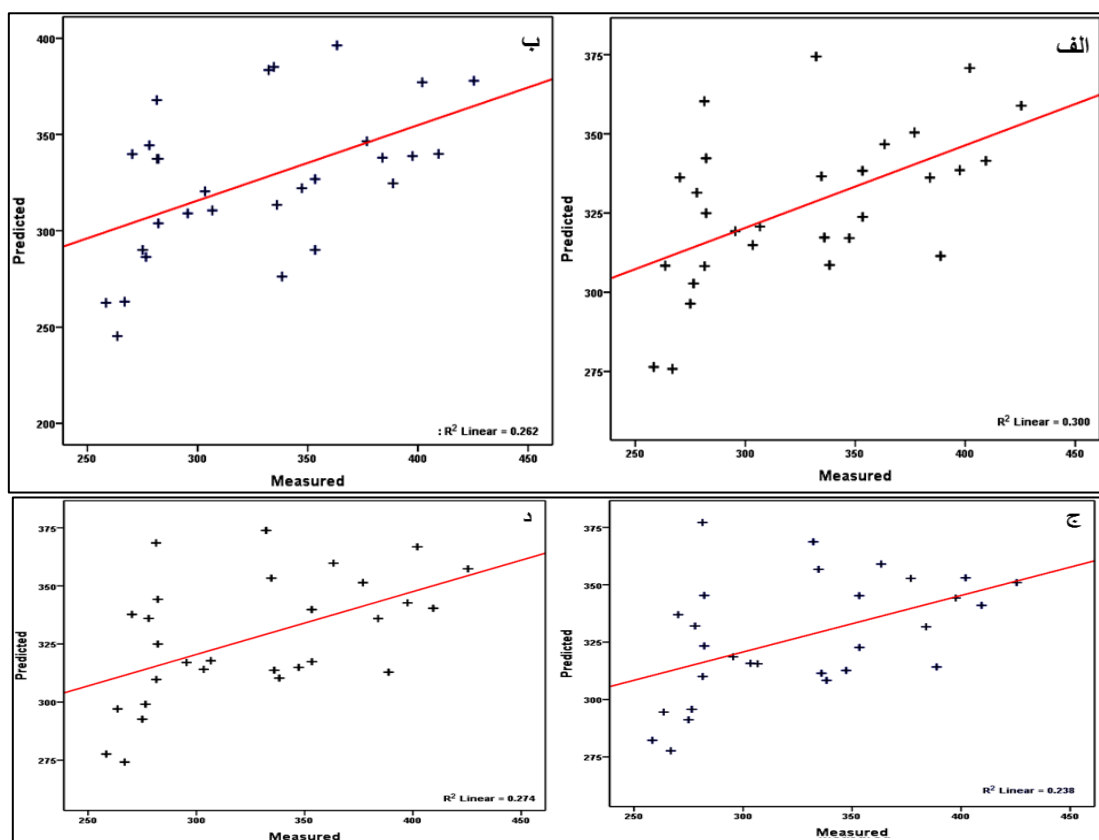 ب
400
350
300
250
200
Predicted
250 300 350 400 450
Measured
: R² Linear = 0.262
الف
375
350
325
300
275
Predicted
250 300 350 400 450
Measured
R² Linear = 0.300
د
375
350
325
300
275
Predicted
250 300 350 400 450
Measured
R² Linear = 0.274
ج
375
350
325
300
275
Predicted
250 300 350 400 450
Measured
R² Linear = 0.238